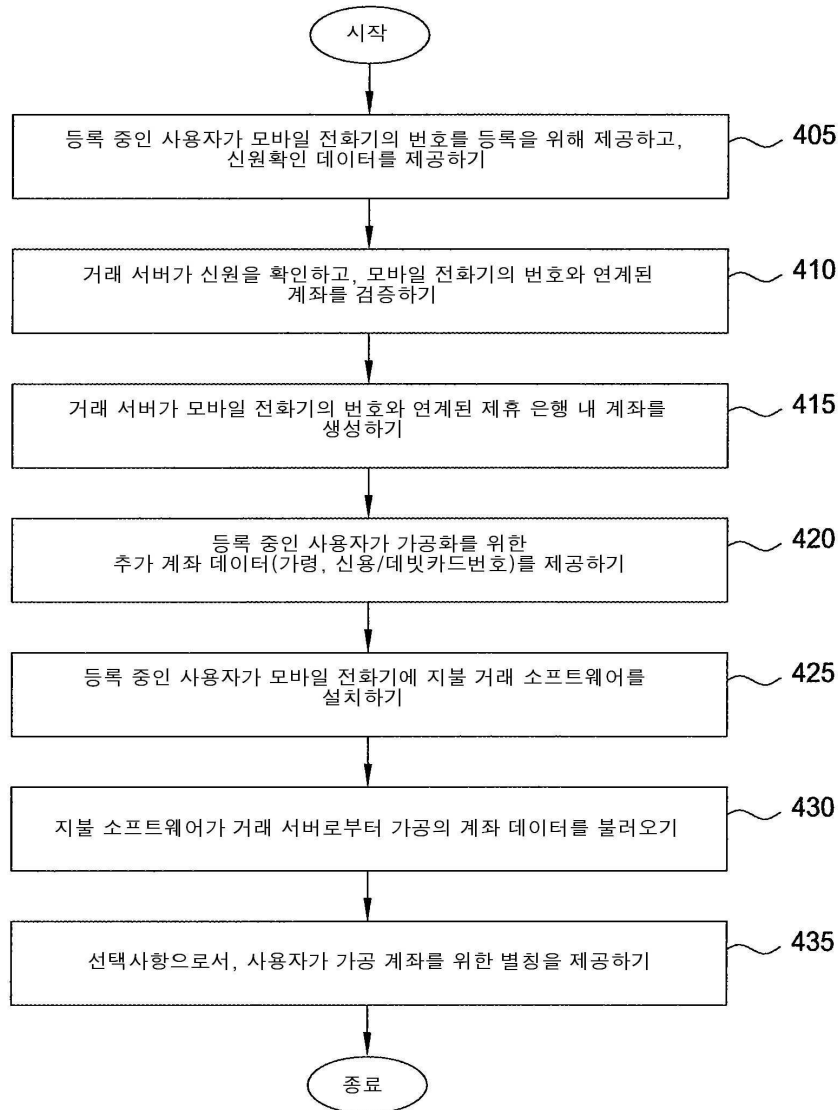 시작
등록 중인 사용자가 모바일 전화기의 번호를 등록을 위해 제공하고,
신원확인 데이터를 제공하기
405
거래 서버가 신원을 확인하고, 모바일 전화기의 번호와 연계된
계좌를 검증하기
410
거래 서버가 모바일 전화기의 번호와 연계된 제휴 은행 내 계좌를
생성하기
415
등록 중인 사용자가 가공화를 위한
추가 계좌 데이터(가령, 신용/데빗카드번호)를 제공하기
420
등록 중인 사용자가 모바일 전화기에 지불 거래 소프트웨어를
설치하기
425
지불 소프트웨어가 거래 서버로부터 가공의 계좌 데이터를 불러오기
430
선택사항으로서, 사용자가 가공 계좌를 위한 별칭을 제공하기
435
종료